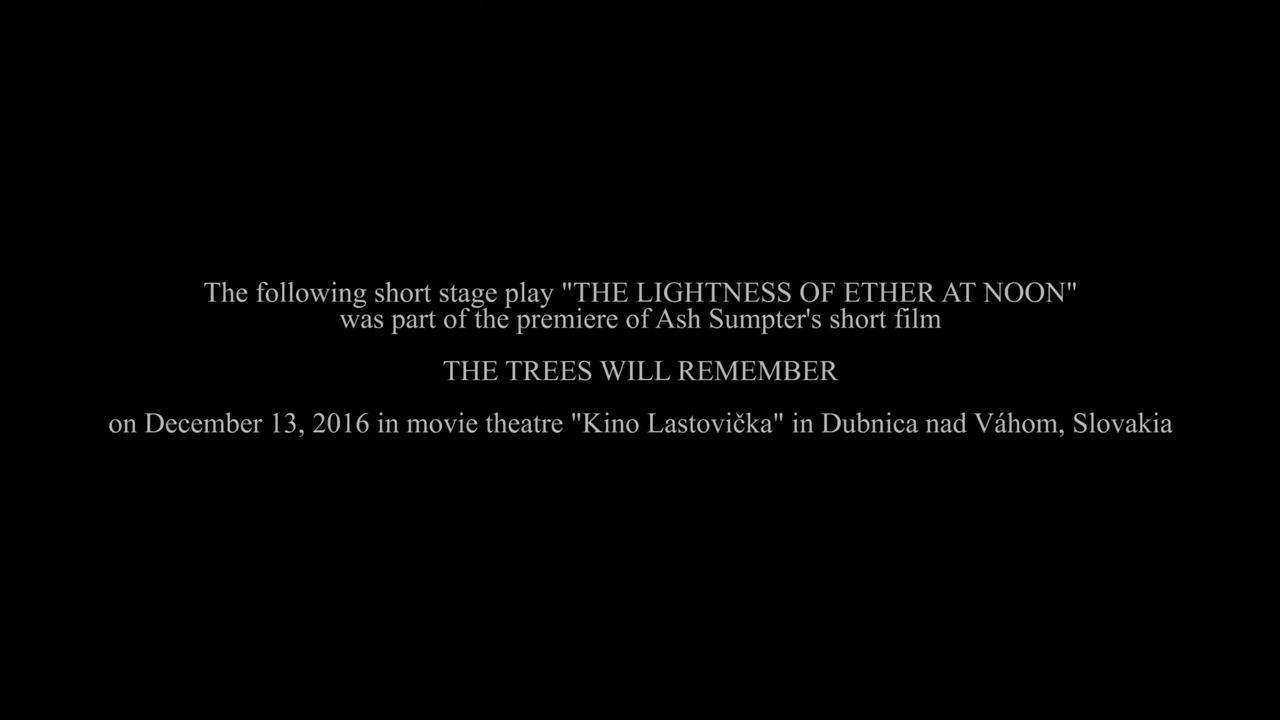 The following short stage play "THE LIGHTNESS OF ETHER AT NOON"
was part of the premiere of Ash Sumpter's short film
THE TREES WILL REMEMBER
on December 13, 2016 in movie theatre "Kino Lastovička" in Dubnica nad Váhom, Slovakia